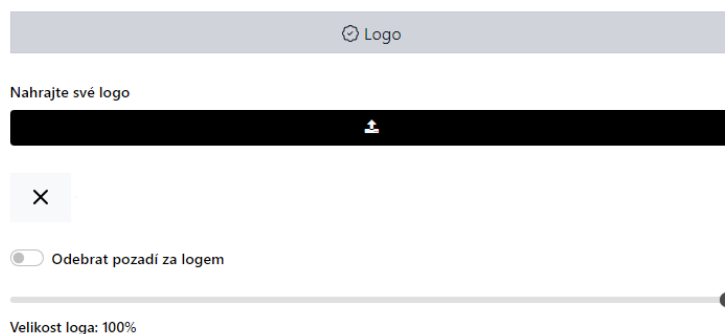 Logo
Nahrajte své logo
Odebrat pozadí za logem
Velikost loga: 100%